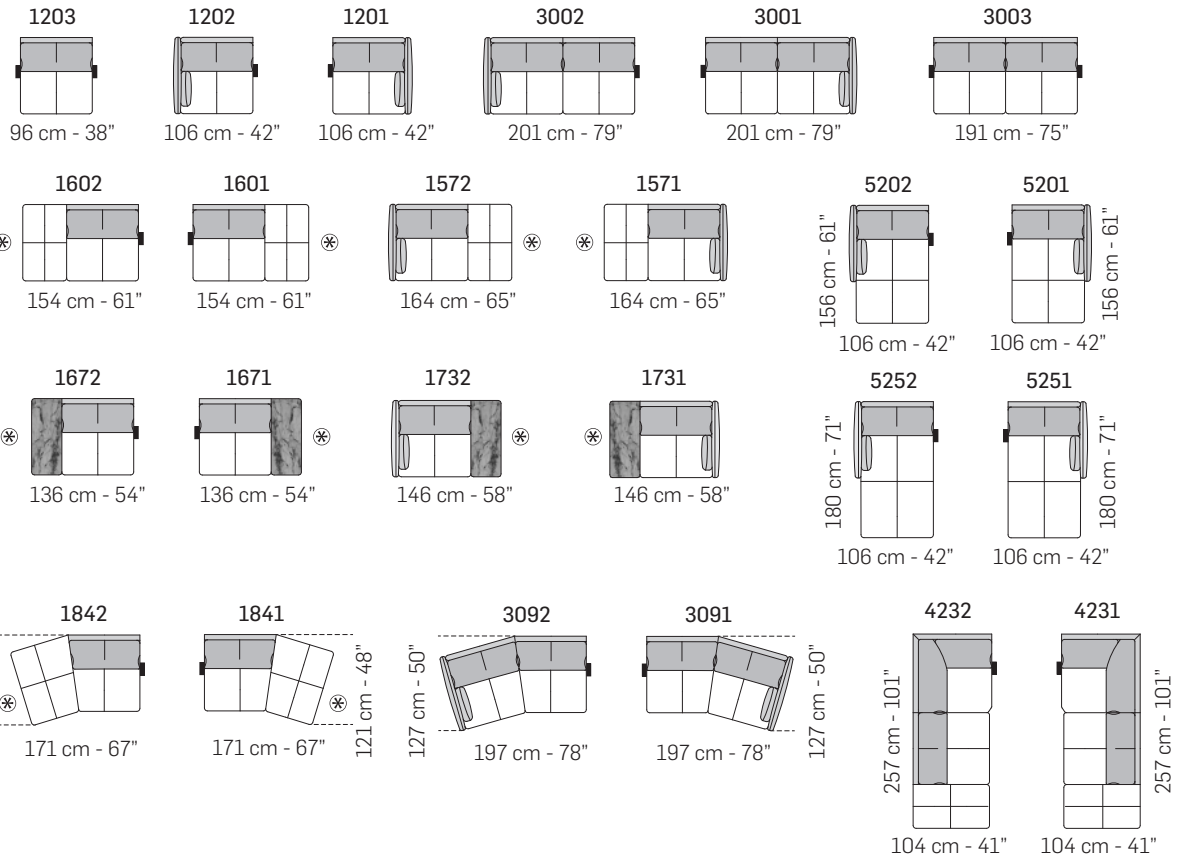 1203 1202 1201 3002 3001 3003
96 cm - 38" 106 cm - 42" 106 cm - 42" 201 cm - 79" 201 cm - 79" 191 cm - 75"
1602 1601 1572 1571 5202 5201
156 cm - 61" 156 cm - 61"
154 cm - 61" 154 cm - 61" 164 cm - 65" 164 cm - 65"
106 cm - 42" 106 cm - 42"
1672 1671 1732 1731 5252 5251
180 cm - 71" 180 cm - 71"
136 cm - 54" 136 cm - 54" 146 cm - 58" 146 cm - 58"
106 cm - 42" 106 cm - 42"
1842 1841 3092 3091 4232 4231
121 cm - 48" 127 cm - 50" 127 cm - 50" 257 cm - 101" 257 cm - 101"
171 cm - 67" 171 cm - 67" 197 cm - 78" 197 cm - 78"
104 cm - 41" 104 cm - 41"